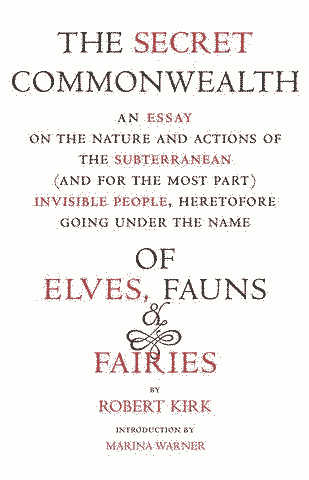 THE SECRET
COMMONWEALTH
AN ESSAY
ON THE NATURE AND ACTIONS OF
THE SUBTERRANEAN
(AND FOR THE MOST PART)
INVISIBLE PEOPLE, HERETOFORE
GOING UNDER THE NAME
OF
ELVES, FAUNS
&
FAIRIES
BY
ROBERT KIRK
INTRODUCTION BY
MARINA WARNER